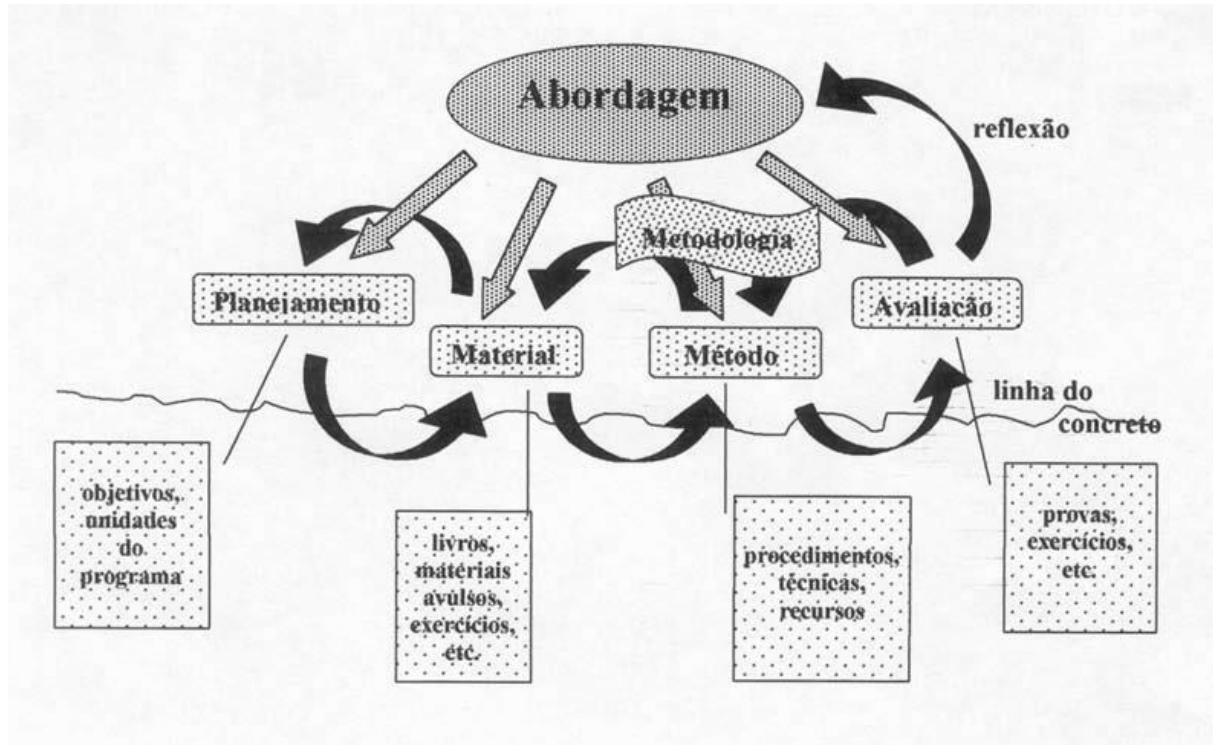 Abordagem
reflexão
Metodologia
Planejamento
Material
Método
Avaliação
linha do
concreto
objetivos,
unidades
do
programa
livros,
materiais
avulsos,
exercícios,
etc.
procedimentos,
técnicas,
recursos
provas,
exercícios,
etc.